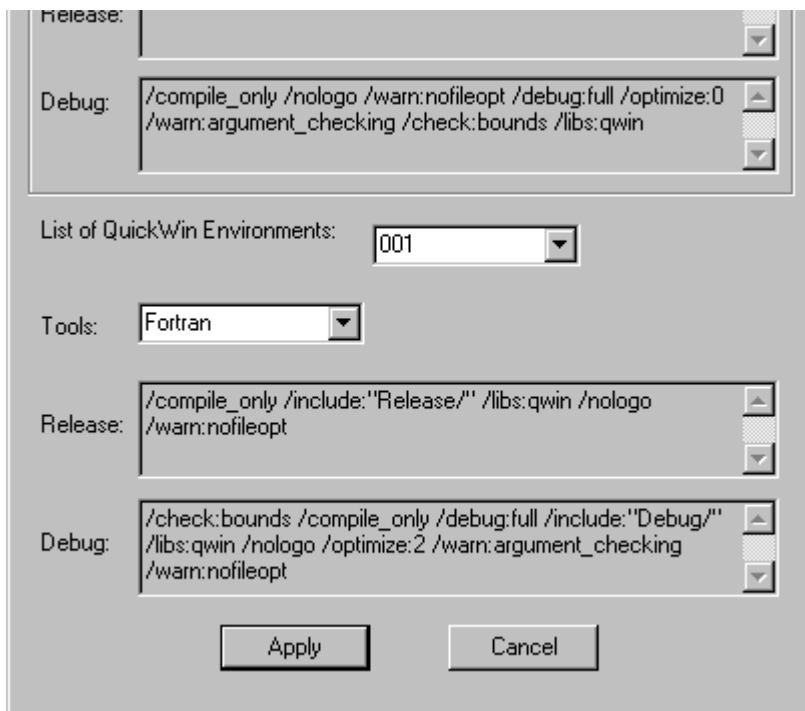 Release:
Debug:
/compile_only /nologo /warn:nofileopt /debug:full /optimize:0
/warn:argument_checking /check:bounds /libs:qwin
List of QuickWin Environments:
001
Tools:
Fortran
Release:
/compile_only /include:"Release/" /libs:qwin /nologo
/warn:nofileopt
Debug:
/check:bounds /compile_only /debug:full /include:"Debug/"
/libs:qwin /nologo /optimize:2 /warn:argument_checking
/warn:nofileopt
Apply
Cancel